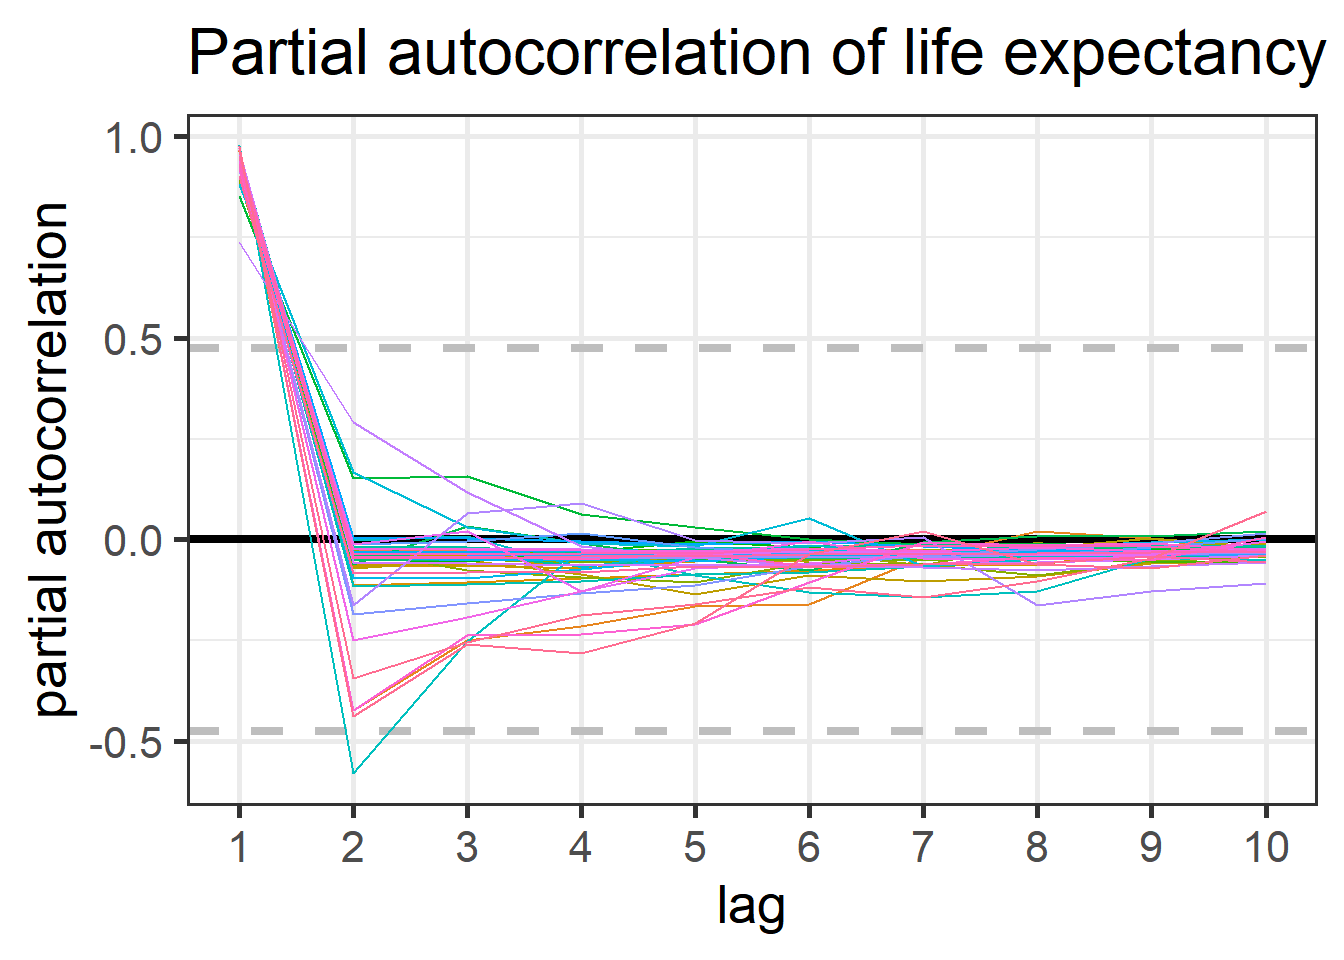 Partial autocorrelation of life expectancy
partial autocorrelation
1.0
0.5
0.0
-0.5
1 2 3 4 5 6 7 8 9 10
lag